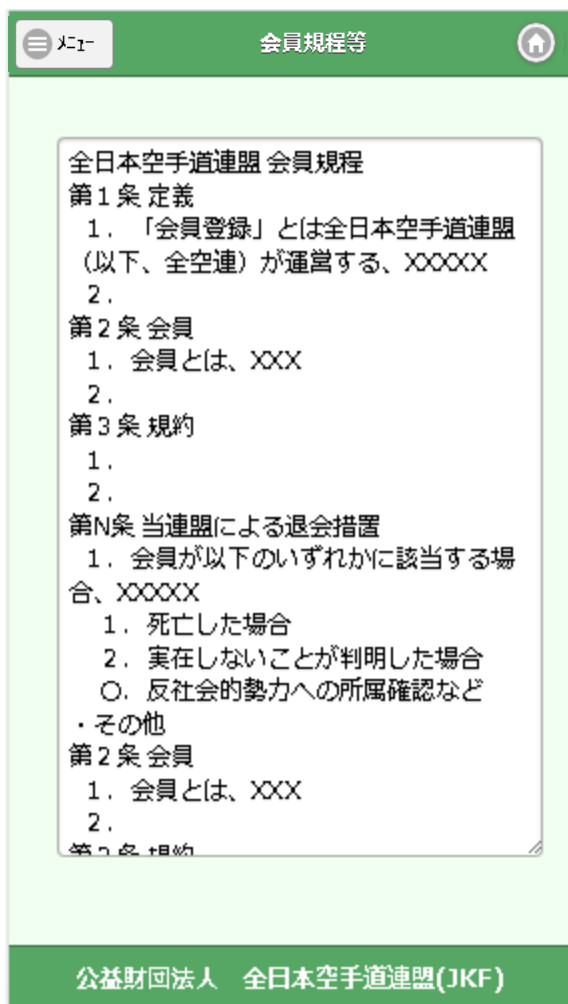 メニュー
会員規程等
全日本空手道連盟 会員規程
第1条 定義
1. 「会員登録」とは全日本空手道連盟
（以下、全空連）が運営する、XXXXX
2.
第2条 会員
1. 会員とは、XXX
2.
第3条 規約
1.
2.
第N条 当連盟による退会措置
1. 会員が以下のいずれかに該当する場
合、XXXXX
1. 死亡した場合
2. 実在しないことが判明した場合
○. 反社会的勢力への所属確認など
・その他
第2条 会員
1. 会員とは、XXX
2.
公益財団法人 全日本空手道連盟(JKF)